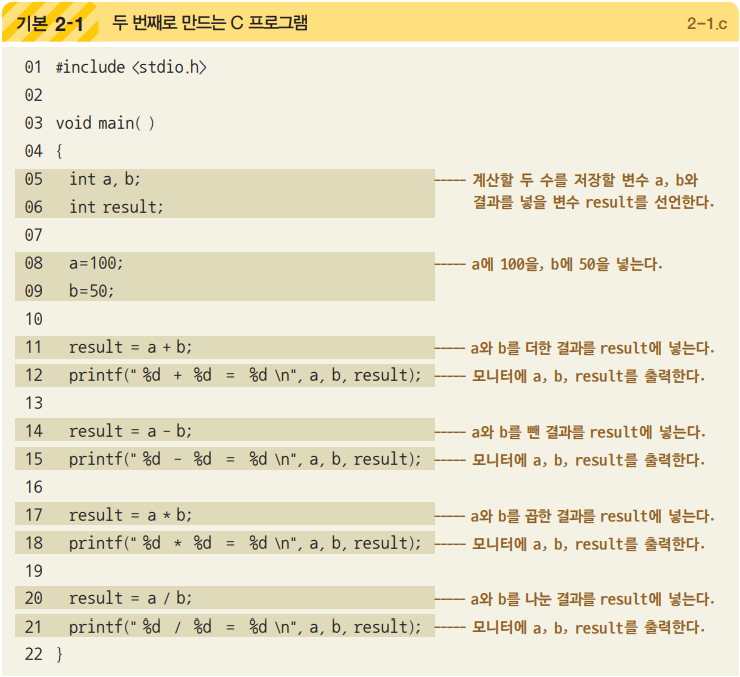 기본 2-1 두 번째로 만드는 C 프로그램 2-1.c
01 #include <stdio.h>
02
03 void main( )
04 {
05 int a, b; 계산할 두 수를 저장할 변수 a, b와
06 int result; 결과를 넣을 변수 result를 선언한다.
07
08 a=100; a에 100을, b에 50을 넣는다.
09 b=50;
10
11 result = a + b; a와 b를 더한 결과를 result에 넣는다.
12 printf(" %d + %d = %d \n", a, b, result); 모니터에 a, b, result를 출력한다.
13
14 result = a - b; a와 b를 뺀 결과를 result에 넣는다.
15 printf(" %d - %d = %d \n", a, b, result); 모니터에 a, b, result를 출력한다.
16
17 result = a * b; a와 b를 곱한 결과를 result에 넣는다.
18 printf(" %d * %d = %d \n", a, b, result); 모니터에 a, b, result를 출력한다.
19
20 result = a / b; a와 b를 나눈 결과를 result에 넣는다.
21 printf(" %d / %d = %d \n", a, b, result); 모니터에 a, b, result를 출력한다.
22 }